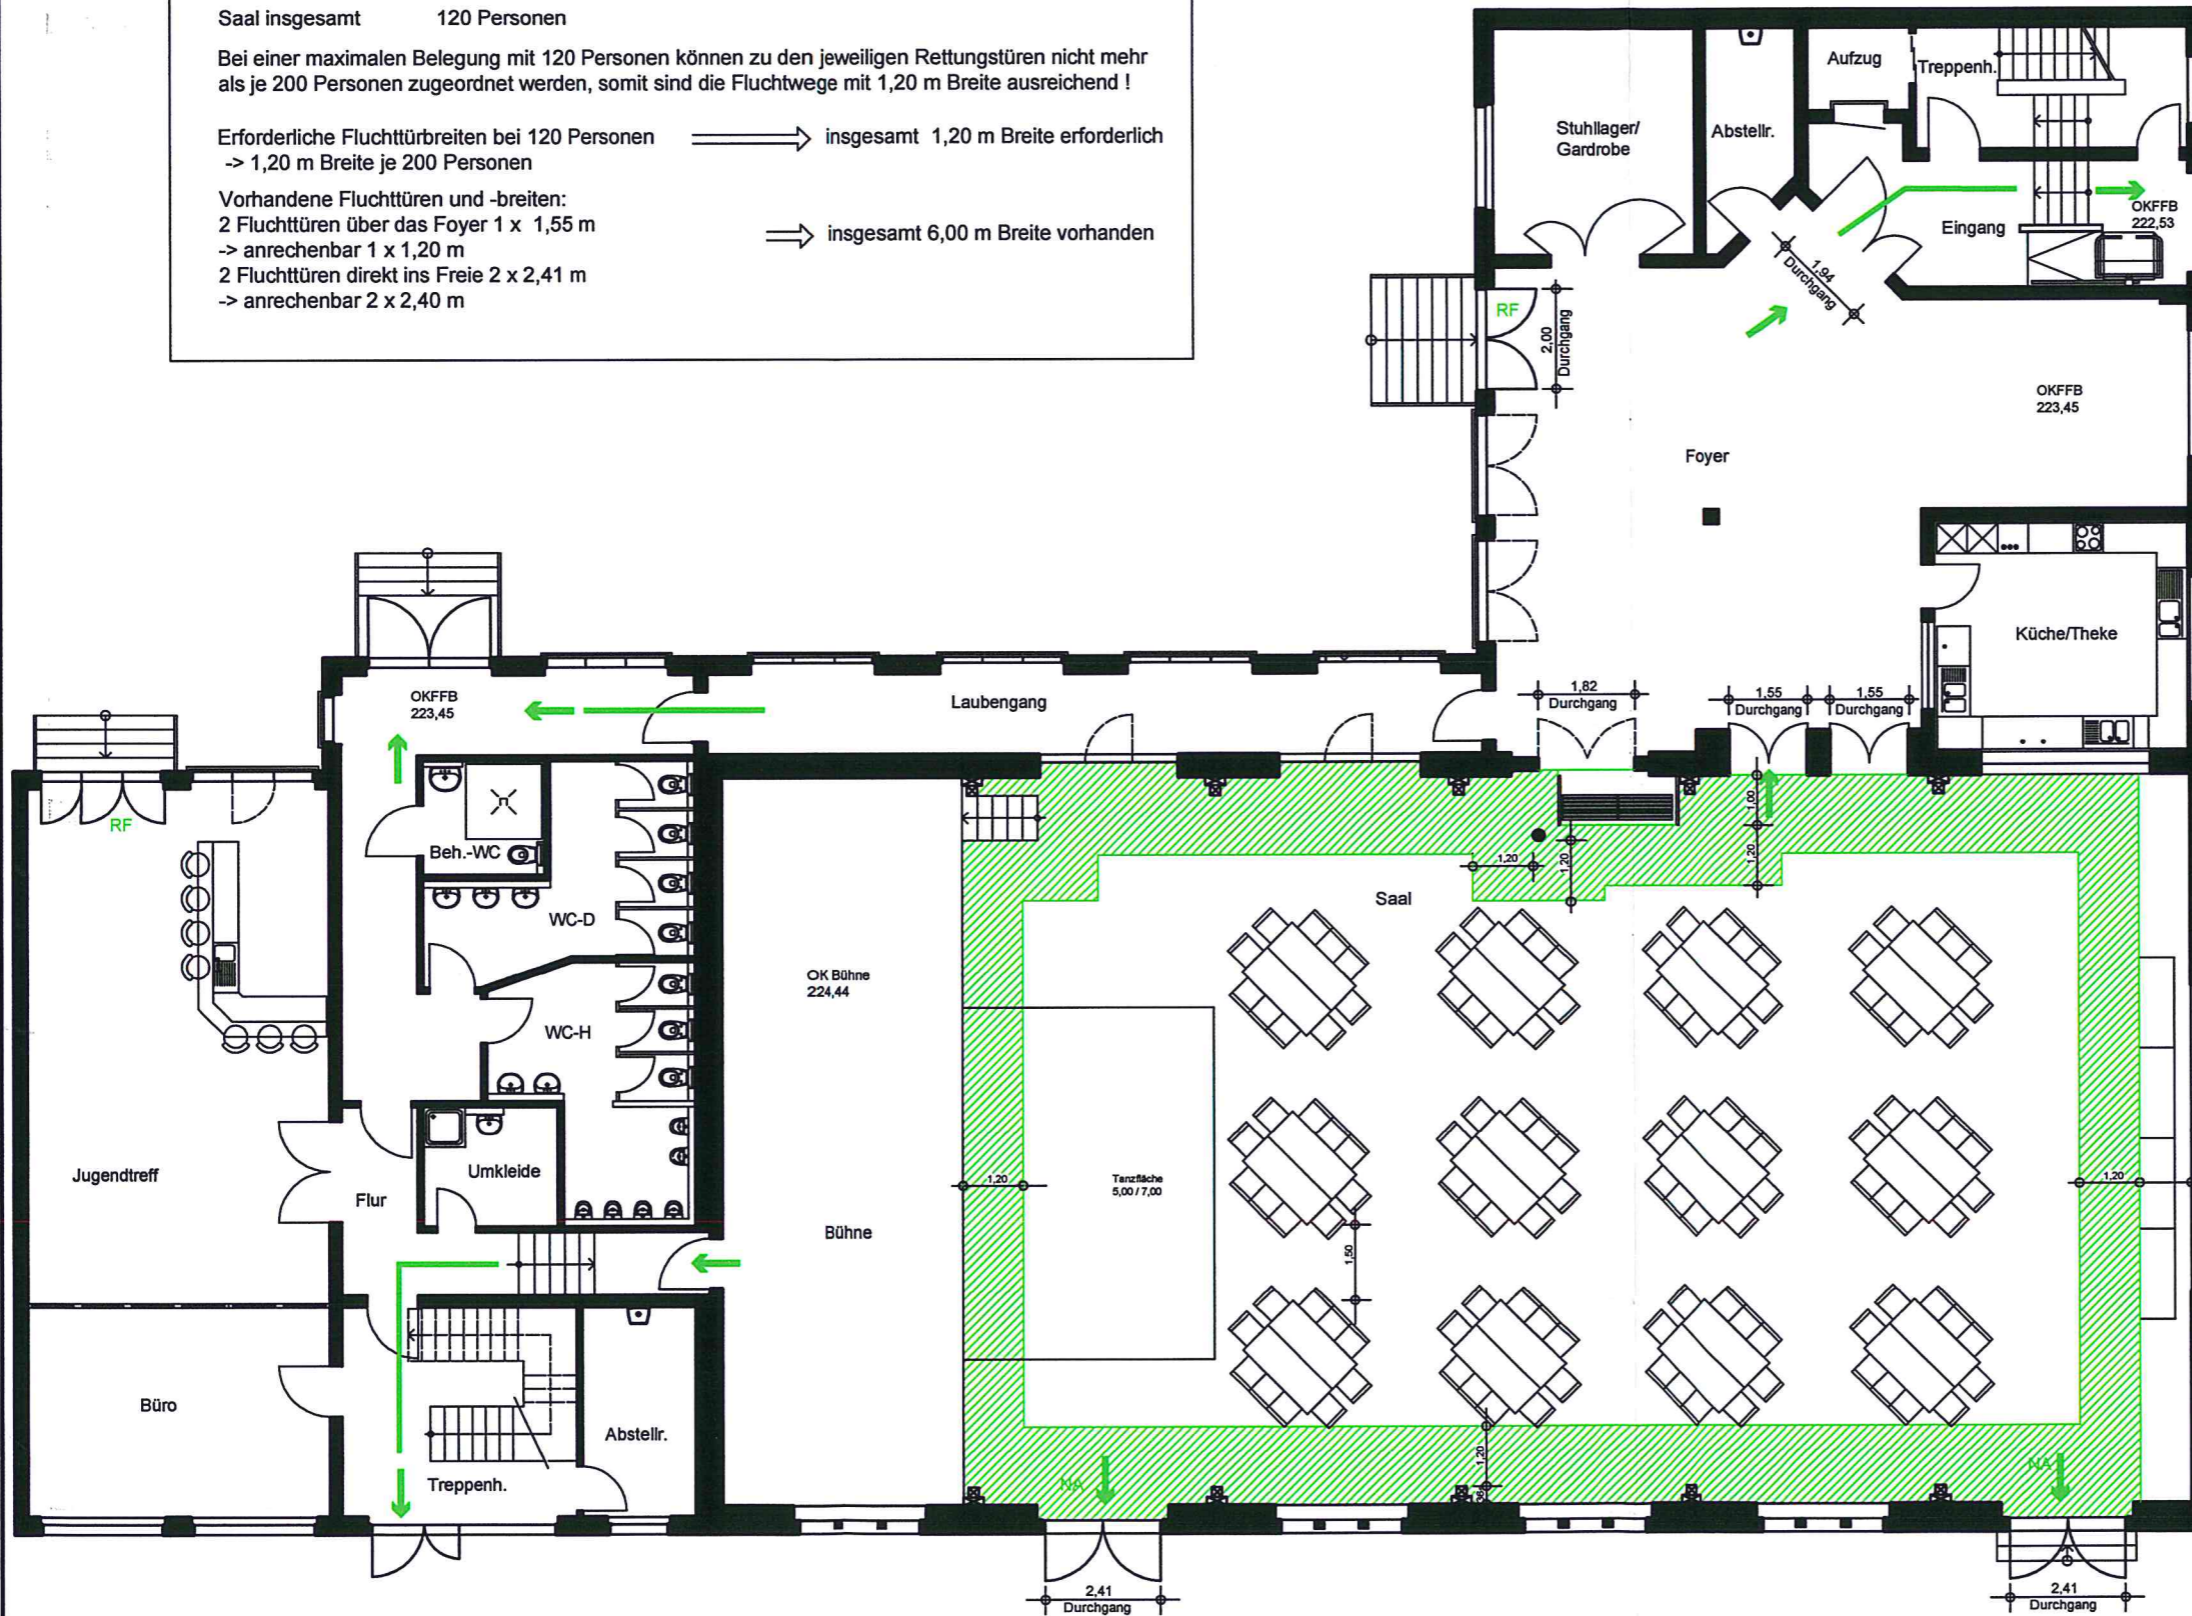 Saal insgesamt 120 Personen
Bei einer maximalen Belegung mit 120 Personen können zu den jeweiligen Rettungstüren nicht mehr
als je 200 Personen zugeordnet werden, somit sind die Fluchtwege mit 1,20 m Breite ausreichend !
Erforderliche Fluchttürbreiten bei 120 Personen insgesamt 1,20 m Breite erforderlich
-> 1,20 m Breite je 200 Personen
Vorhandene Fluchttüren und -breiten:
2 Fluchttüren über das Foyer 1 x 1,55 m
-> anrechenbar 1 x 1,20 m
insgesamt 6,00 m Breite vorhanden
2 Fluchttüren direkt ins Freie 2 x 2,41 m
-> anrechenbar 2 x 2,40 m
Aufzug
Treppenh.
Stuhllager/
Gardrobe
Abstellr.
Eingang
OKFFB
222,53
1,94
Durchgang
RF
2,00
Durchgang
OKFFB
223,45
Foyer
Küche/Theke
OKFFB
223,45
Laubengang
1,82
Durchgang
1,55
Durchgang
1,55
Durchgang
RF
Beh.-WC
WC-D
WC-H
1,00
1,20
1,20
1,20
Saal
OK Bühne
224,44
Jugendtreff
Umkleide
Flur
1,20
Tanzfläche
5,00 / 7,00
1,20
Bühne
1,50
Büro
Abstellr.
Treppenh.
NA
1,20
36
NA
2,41
Durchgang
2,41
Durchgang